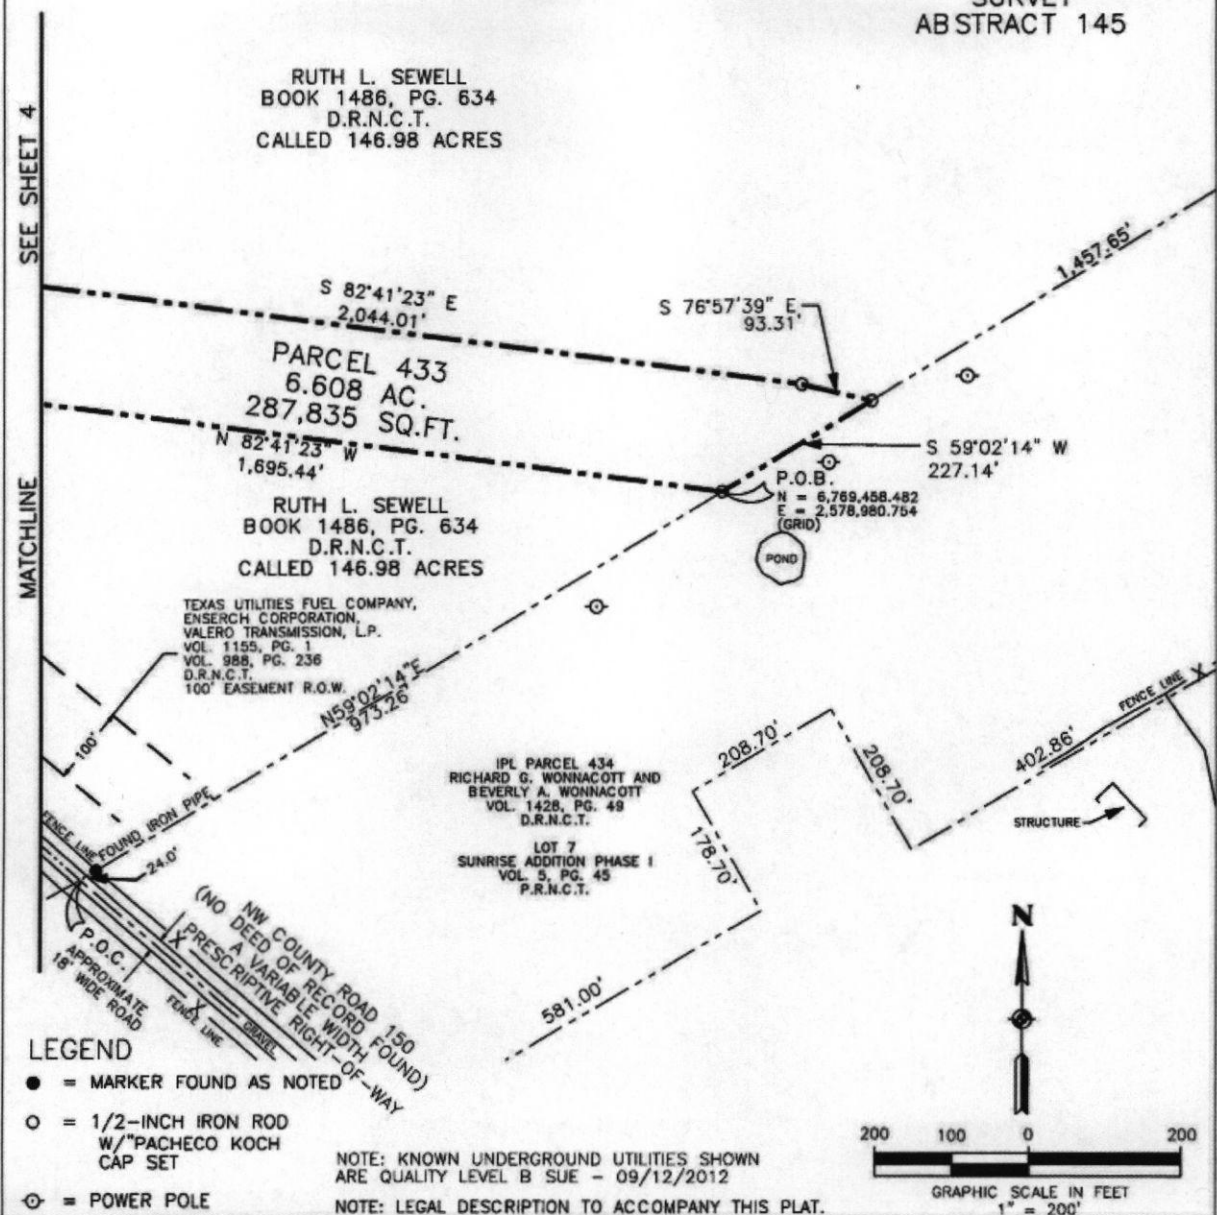 SURVEY
ABSTRACT 145
RUTH L. SEWELL
BOOK 1486, PG. 634
D.R.N.C.T.
CALLED 146.98 ACRES
SEE SHEET 4
MATCHLINE
1,457.65'
S 82°41'23" E
2,044.01'
S 76°57'39" E
93.31'
PARCEL 433
6.608 AC.
287,835 SQ.FT.
N 82°41'23" W
1,695.44'
S 59°02'14" W
227.14'
P.O.B.
N = 6,769,458.482
E = 2,578,980.754
(GRID)
POND
RUTH L. SEWELL
BOOK 1486, PG. 634
D.R.N.C.T.
CALLED 146.98 ACRES
TEXAS UTILITIES FUEL COMPANY,
ENSERCH CORPORATION,
VALERO TRANSMISSION, L.P.
VOL. 1155, PG. 1
VOL. 988, PG. 236
D.R.N.C.T.
100' EASEMENT R.O.W.
N59°02'14"E
973.26'
100'
IPL PARCEL 434
RICHARD G. WONNACOTT AND
BEVERLY A. WONNACOTT
VOL. 1428, PG. 49
D.R.N.C.T.
LOT 7
SUNRISE ADDITION PHASE I
VOL. 5, PG. 45
P.R.N.C.T.
208.70'
208.70'
178.70'
402.86'
FENCE LINE X
STRUCTURE
581.00'
FENCE LINE
FOUND IRON PIPE
24.0'
P.O.C.
APPROXIMATE
18' WIDE ROAD
X
X
FENCE LINE
GRAVEL
NW COUNTY ROAD 150
(NO DEED OF RECORD FOUND)
A VARIABLE WIDTH
PRESCRIPTIVE RIGHT-OF-WAY
N
LEGEND
= MARKER FOUND AS NOTED
= 1/2-INCH IRON ROD
W/"PACHECO KOCH
CAP SET
= POWER POLE
NOTE: KNOWN UNDERGROUND UTILITIES SHOWN
ARE QUALITY LEVEL B SUE - 09/12/2012
NOTE: LEGAL DESCRIPTION TO ACCOMPANY THIS PLAT.
200 100 0 200
GRAPHIC SCALE IN FEET
1" = 200'